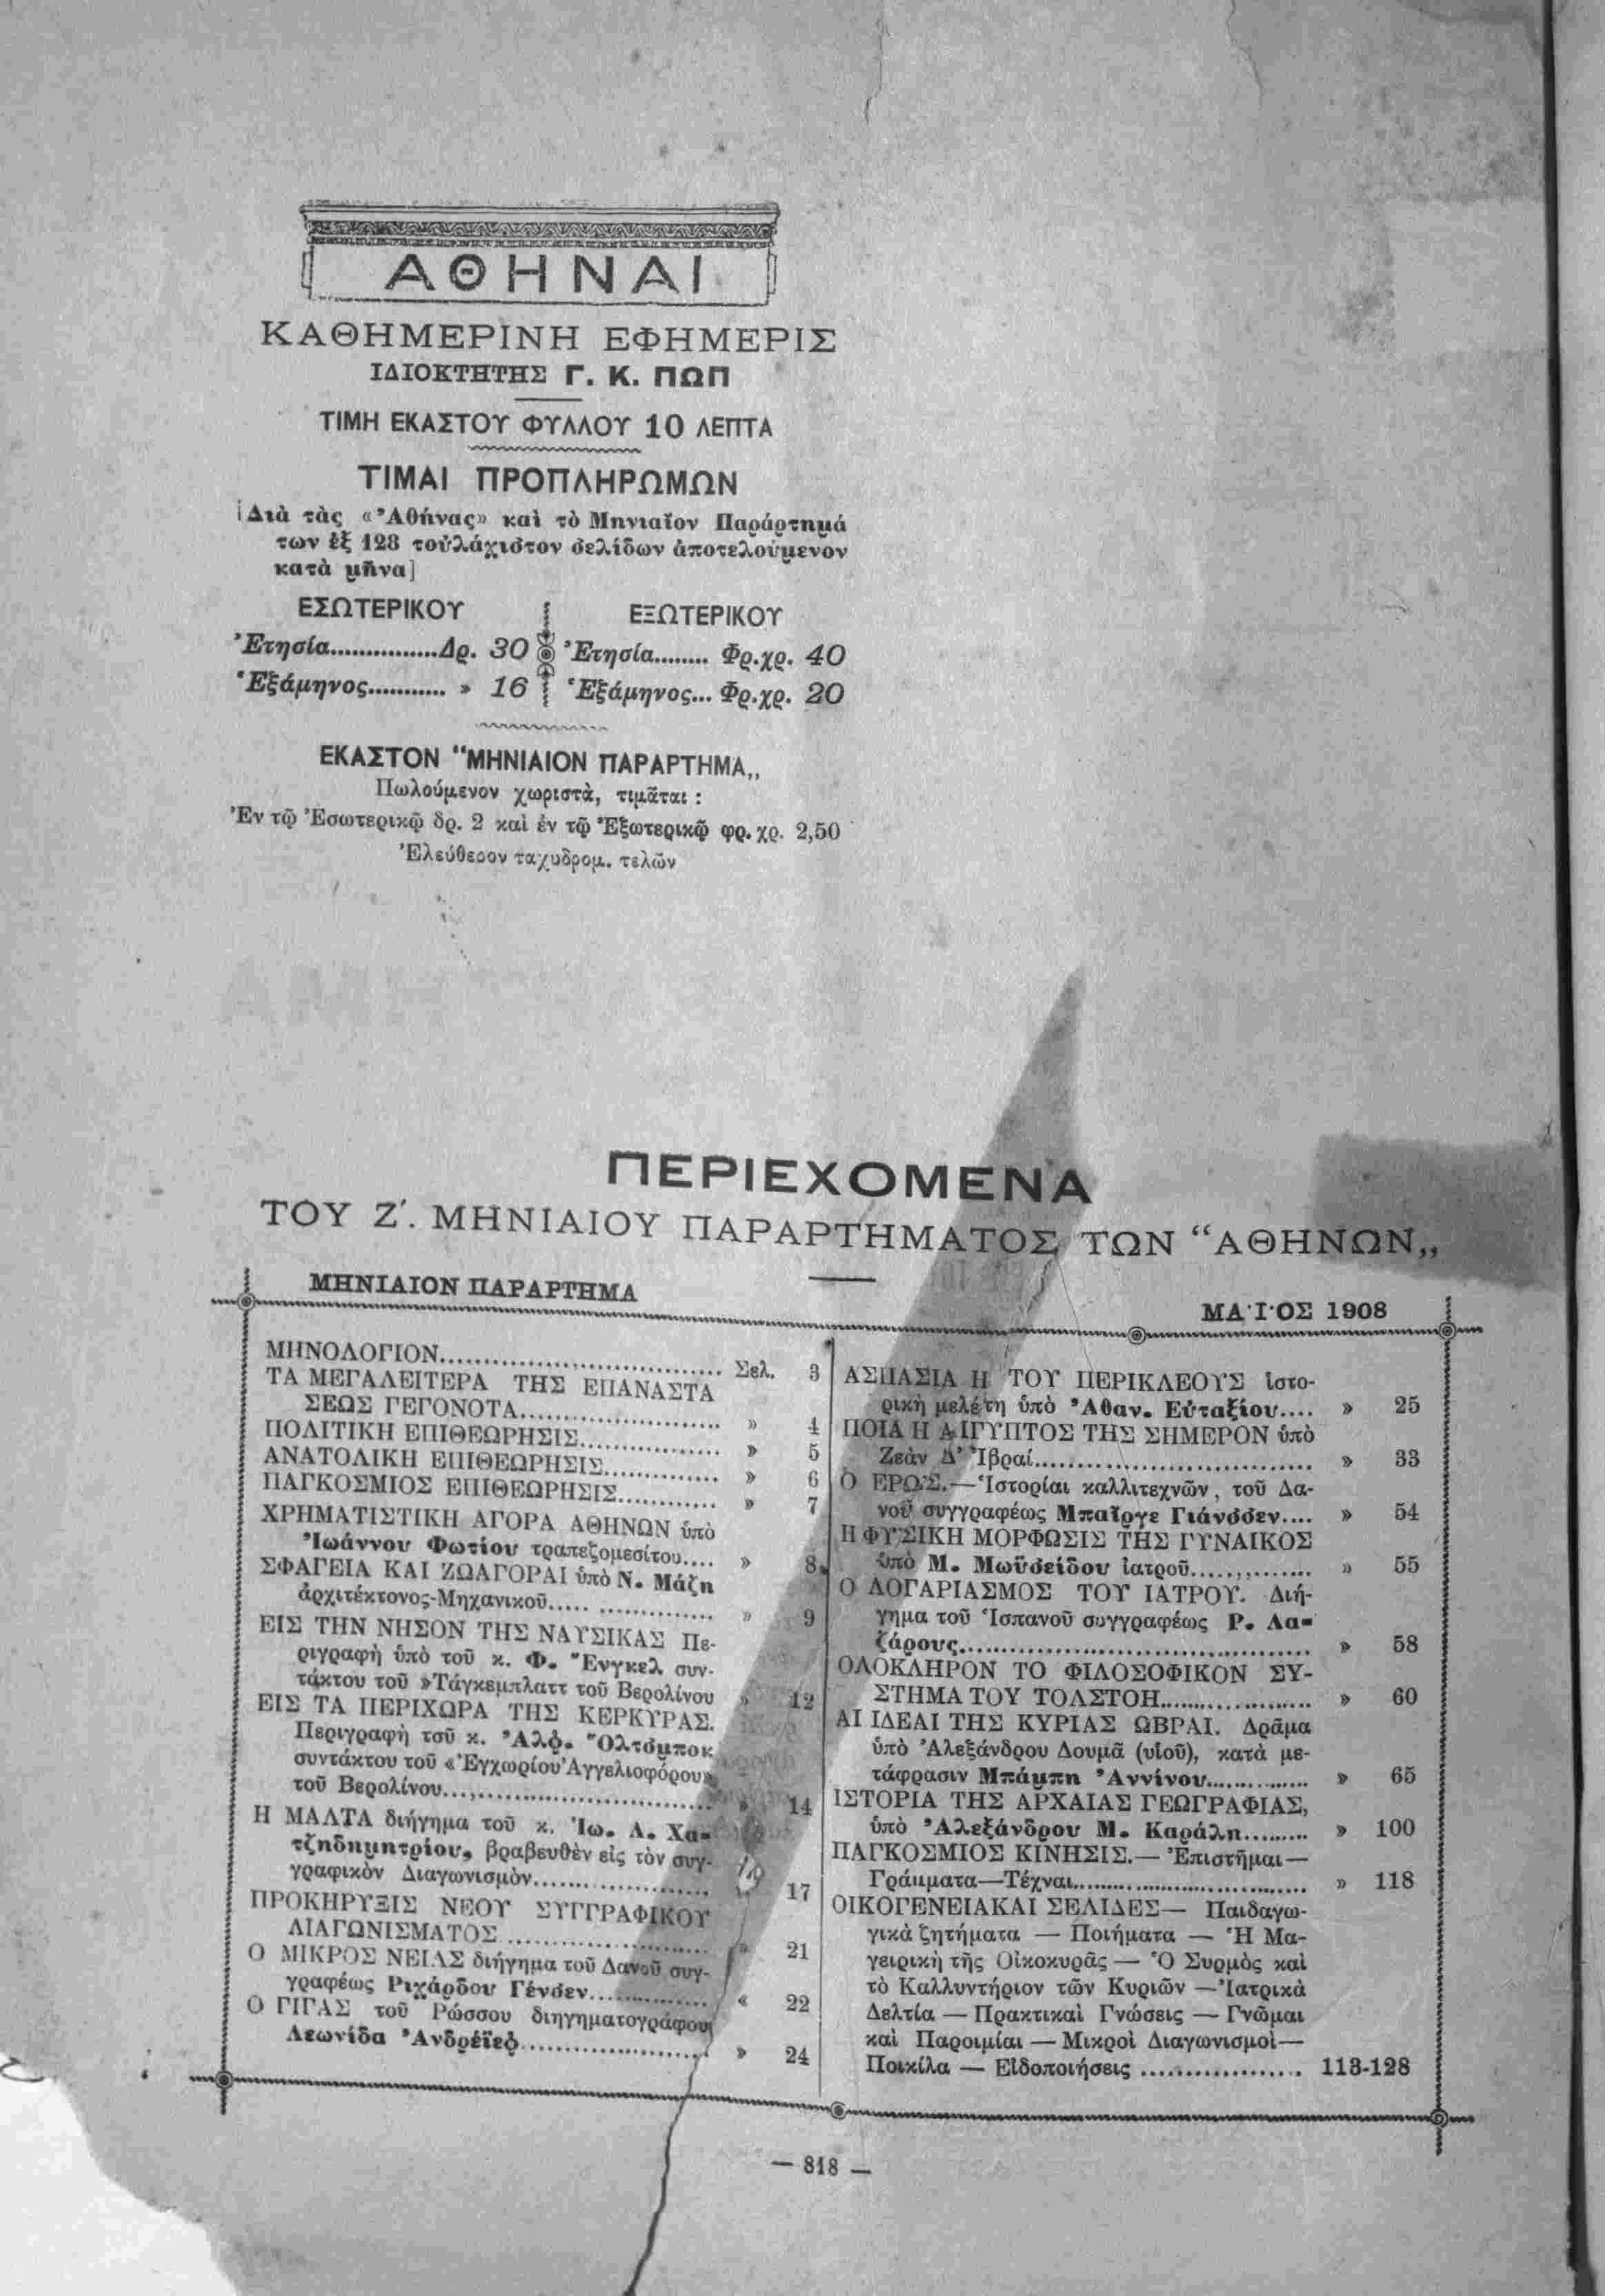 ΑΘΗΝΑΙ
ΚΑΘΗΜΕΡΙΝΗ ΕΦΗΜΕΡΙΣ
ΙΔΙΟΚΤΗΤΗΣ Γ. Κ. ΠΩΠ
ΤΙΜΗ ΕΚΑΣΤΟΥ ΦΥΛΛΟΥ 10 ΛΕΠΤΑ
ΤΙΜΑΙ ΠΡΟΠΛΗΡΩΜΩΝ
[Διὰ τὰς «Ἀθήνας» καὶ τὸ Μηνιαῖον Παράρτημά
των ἐξ 128 τοὐλάχιστον σελίδων ἀποτελούμενον
κατὰ μῆνα]
ΕΣΩΤΕΡΙΚΟΥ
Ἐτησία...............Δρ. 30
Ἑξάμηνος........... » 16
ΕΞΩΤΕΡΙΚΟΥ
Ἐτησία........ Φρ.χρ. 40
Ἑξάμηνος... Φρ.χρ. 20
ΕΚΑΣΤΟΝ "ΜΗΝΙΑΙΟΝ ΠΑΡΑΡΤΗΜΑ„
Πωλούμενον χωριστὰ, τιμᾶται :
Ἐν τῷ Ἐσωτερικῷ δρ. 2 καὶ ἐν τῷ Ἐξωτερικῷ φρ. χρ. 2,50
Ἐλεύθερον ταχυδρομ. τελῶν
ΠΕΡΙΕΧΟΜΕΝΑ
ΤΟΥ Ζ΄. ΜΗΝΙΑΙΟΥ ΠΑΡΑΡΤΗΜΑΤΟΣ ΤΩΝ "ΑΘΗΝΩΝ„
ΜΗΝΙΑΙΟΝ ΠΑΡΑΡΤΗΜΑ
ΜΑ·Ι·ΟΣ 1908
ΜΗΝΟΛΟΓΙΟΝ.................................. Σελ. 3
ΤΑ ΜΕΓΑΛΕΙΤΕΡΑ ΤΗΣ ΕΠΑΝΑΣΤΑ
ΣΕΩΣ ΓΕΓΟΝΟΤΑ........................ » 4
ΠΟΛΙΤΙΚΗ ΕΠΙΘΕΩΡΗΣΙΣ................. » 5
ΑΝΑΤΟΛΙΚΗ ΕΠΙΘΕΩΡΗΣΙΣ.............. » 6
ΠΑΓΚΟΣΜΙΟΣ ΕΠΙΘΕΩΡΗΣΙΣ............ » 7
ΧΡΗΜΑΤΙΣΤΙΚΗ ΑΓΟΡΑ ΑΘΗΝΩΝ ὑπὸ
Ἰωάννου Φωτίου τραπεζομεσίτου.... » 8
ΣΦΑΓΕΙΑ ΚΑΙ ΖΩΑΓΟΡΑΙ ὑπὸ Ν. Μάζη
ἀρχιτέκτονος-Μηχανικοῦ..... .............. » 9
ΕΙΣ ΤΗΝ ΝΗΣΟΝ ΤΗΣ ΝΑΥΣΙΚΑΣ Πε-
ριγραφὴ ὑπὸ τοῦ κ. Φ. Ἔνγκελ συν-
τάκτου τοῦ »Τάγκεμπλαττ τοῦ Βερολίνου » 12
ΕΙΣ ΤΑ ΠΕΡΙΧΩΡΑ ΤΗΣ ΚΕΡΚΥΡΑΣ.
Περιγραφὴ τοῦ κ. Ἀλφ. Ὄλτσμποκ
συντάκτου τοῦ «Ἐγχωρίου Ἀγγελιοφόρου»
τοῦ Βερολίνου............................ » 14
Η ΜΑΛΤΑ διήγημα τοῦ κ. Ἰω. Α. Χα-
τζηδημητρίου, βραβευθὲν εἰς τὸν συγ-
γραφικὸν Διαγωνισμὸν.................... 17
ΠΡΟΚΗΡΥΞΙΣ ΝΕΟΥ ΣΥΓΓΡΑΦΙΚΟΥ
ΔΙΑΓΩΝΙΣΜΑΤΟΣ........................ » 21
Ο ΜΙΚΡΟΣ ΝΕΙΛΣ διήγημα τοῦ Δανοῦ συγ-
γραφέως Ριχάρδου Γένσεν............... « 22
Ο ΓΙΓΑΣ τοῦ Ρώσσου διηγηματογράφου
Λεωνίδα Ἀνδρέϊεφ...................... » 24
ΑΣΠΑΣΙΑ Η ΤΟΥ ΠΕΡΙΚΛΕΟΥΣ ἱστο-
ρικὴ μελέτη ὑπὸ Ἀθαν. Εὐταξίου.... » 25
ΠΟΙΑ Η ΑΙΓΥΠΤΟΣ ΤΗΣ ΣΗΜΕΡΟΝ ὑπὸ
Ζεὰν Δ' Ἰβραί................................ » 33
Ο ΕΡΩΣ.—Ἱστορίαι καλλιτεχνῶν, τοῦ Δα-
νοῦ συγγραφέως Μπαῖργε Γιάνσσεν.... » 54
Η ΦΥΣΙΚΗ ΜΟΡΦΩΣΙΣ ΤΗΣ ΓΥΝΑΙΚΟΣ
ὑπὸ Μ. Μωϋσείδου ἰατροῦ.............. » 55
Ο ΛΟΓΑΡΙΑΣΜΟΣ ΤΟΥ ΙΑΤΡΟΥ. Διή-
γημα τοῦ Ἱσπανοῦ συγγραφέως Ρ. Λα-
ζάρους........................................ » 58
ΟΛΟΚΛΗΡΟΝ ΤΟ ΦΙΛΟΣΟΦΙΚΟΝ ΣΥ-
ΣΤΗΜΑ ΤΟΥ ΤΟΛΣΤΟΗ.................. » 60
ΑΙ ΙΔΕΑΙ ΤΗΣ ΚΥΡΙΑΣ ΩΒΡΑΙ. Δρᾶμα
ὑπὸ Ἀλεξάνδρου Δουμᾶ (υἱοῦ), κατὰ με-
τάφρασιν Μπάμπη Ἀννίνου............. » 65
ΙΣΤΟΡΙΑ ΤΗΣ ΑΡΧΑΙΑΣ ΓΕΩΓΡΑΦΙΑΣ,
ὑπὸ Ἀλεξάνδρου Μ. Καράλη......... » 100
ΠΑΓΚΟΣΜΙΟΣ ΚΙΝΗΣΙΣ.— Ἐπιστῆμαι—
Γράμματα—Τέχναι........................... » 118
ΟΙΚΟΓΕΝΕΙΑΚΑΙ ΣΕΛΙΔΕΣ— Παιδαγω-
γικὰ ζητήματα — Ποιήματα — Ἡ Μα-
γειρικὴ τῆς Οἰκοκυρᾶς — Ὁ Συρμὸς καὶ
τὸ Καλλυντήριον τῶν Κυριῶν —Ἰατρικὰ
Δελτία — Πρακτικαὶ Γνώσεις — Γνῶμαι
καὶ Παροιμίαι — Μικροὶ Διαγωνισμοὶ—
Ποικίλα — Εἰδοποιήσεις .................. 113-128
— 818 —